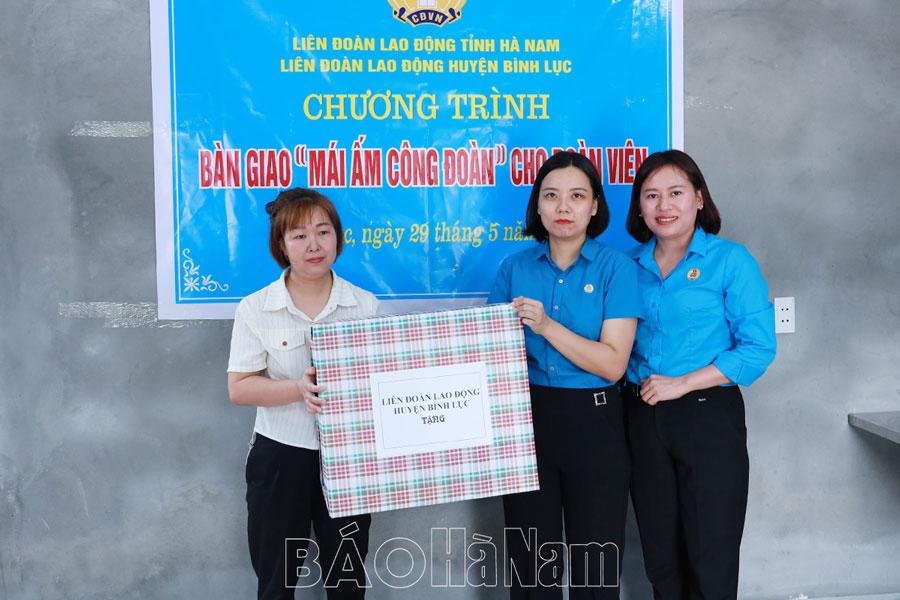 CĐVN
LIÊN ĐOÀN LAO ĐỘNG TỈNH HÀ NAM
LIÊN ĐOÀN LAO ĐỘNG HUYỆN BÌNH LỤC
CHƯƠNG TRÌNH
BÀN GIAO “MÁI ẤM CÔNG ĐOÀN” CHO ĐOÀN VIÊN
ngày 29 tháng 5
LIÊN ĐOÀN LAO ĐỘNG
HUYỆN BÌNH LỤC
TẶNG
BÁO Hà Nam